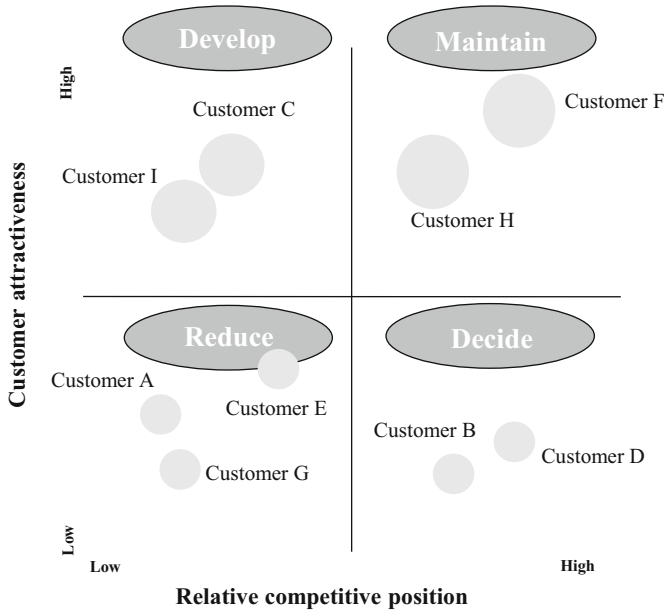 Develop
Maintain
High
Customer F
Customer C
Customer I
Customer H
Customer attractiveness
Reduce
Decide
Customer A
Customer E
Customer B
Customer D
Customer G
Low
Low
High
Relative competitive position